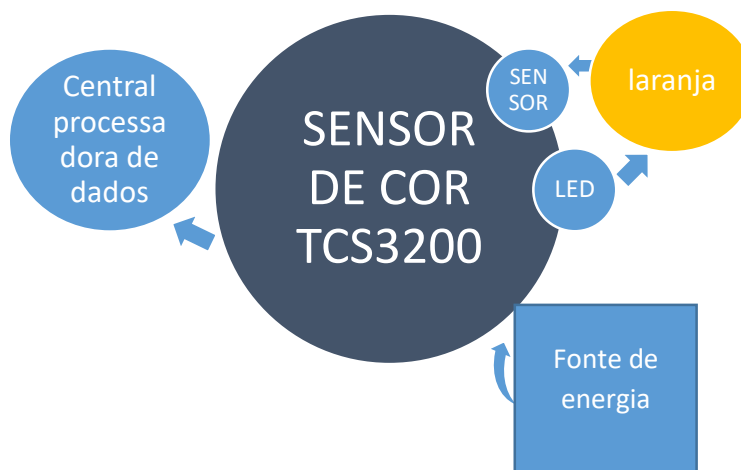 Central
processa
dora de
dados
SENSOR
DE COR
TCS3200
SEN
SOR
laranja
LED
Fonte de
energia